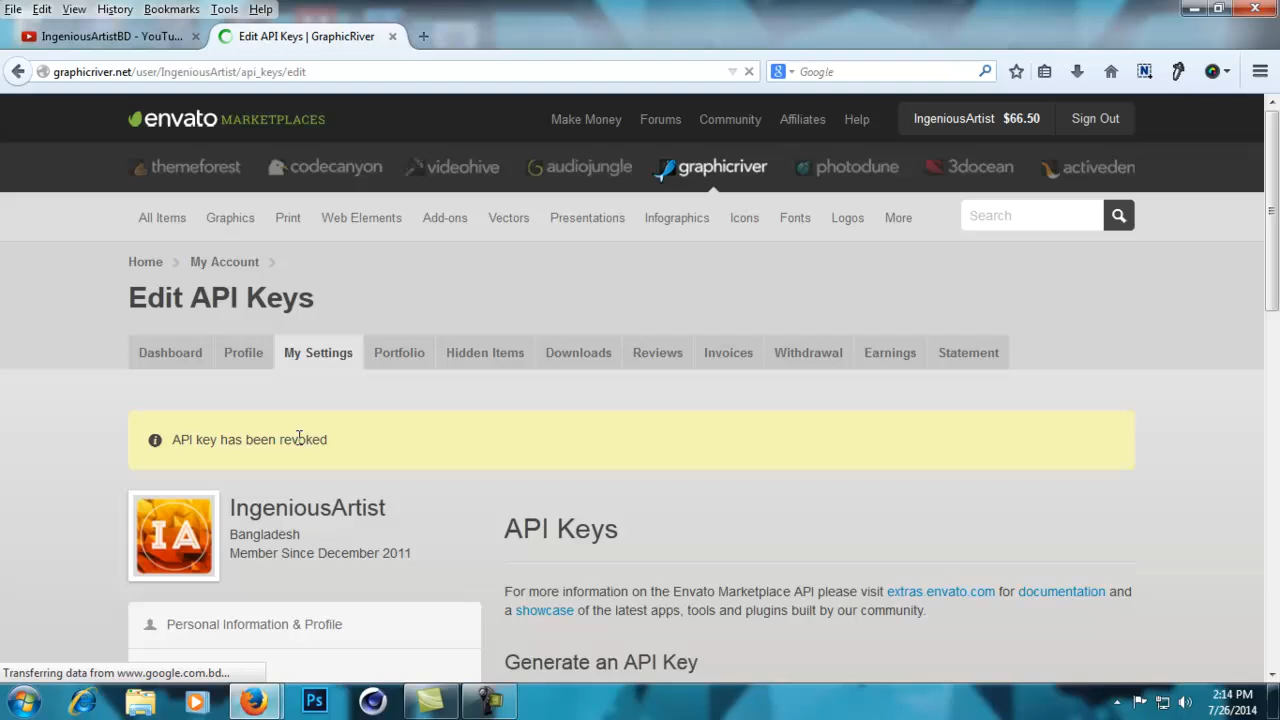 File Edit View History Bookmarks Tools Help
IngeniousArtistBD - YouTu...
Edit API Keys | GraphicRiver
graphicriver.net/user/IngeniousArtist/api_keys/edit
Google
envato MARKETPLACES
Make Money Forums Community Affiliates Help
IngeniousArtist $66.50 Sign Out
themeforest codecanyon videohive audiojungle graphicriver photodune 3docean activeden
All Items Graphics Print Web Elements Add-ons Vectors Presentations Infographics Icons Fonts Logos More
Search
Home My Account
Edit API Keys
Dashboard Profile My Settings Portfolio Hidden Items Downloads Reviews Invoices Withdrawal Earnings Statement
API key has been revoked
IA
IngeniousArtist
Bangladesh
Member Since December 2011
Personal Information & Profile
API Keys
For more information on the Envato Marketplace API please visit extras.envato.com for documentation and
a showcase of the latest apps, tools and plugins built by our community.
Generate an API Key
Transferring data from www.google.com.bd...
Ps
2:14 PM
7/26/2014